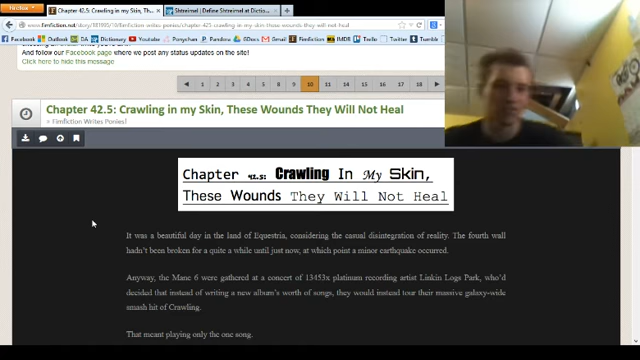 Firefox
Chapter 42.5: Crawling in my Skin, Th...
Shtreimel | Define Shtreimel at Diction...
www.fimfiction.net/story/181905/10/fimfiction-writes-ponies/chapter-425-crawling-in-my-skin-these-wounds-they-will-not-heal
Facebook
DA
Dictionary
Youtube
Ponychan
Pandora
GDocs
Google
Fimfiction
IMDB
Trello
Twitter
Tumblr
And follow our Facebook page where we post any status updates on the site!
Click here to hide this message
1 2 3 4 5 6 7 8 9 10 11 12 13 14 15 16 17 18
Chapter 42.5: Crawling in my Skin, These Wounds They Will Not Heal
» Fimfiction Writes Ponies!
Chapter 42.5: Crawling In My Skin,
These Wounds They Will Not Heal
It was a beautiful day in the land of Equestria, considering the casual disintegration of reality. The fourth wall
hadn't been broken for a quite a while until just now, at which point a minor earthquake occurred.
Anyway, the Mane 6 were gathered at a concert of 13453x platinum recording artist Linkin Logs Park, who'd
decided that instead of writing a new album's worth of songs, they would instead tour their massive galaxy-wide
smash hit of Crawling.
That meant playing only the one song.